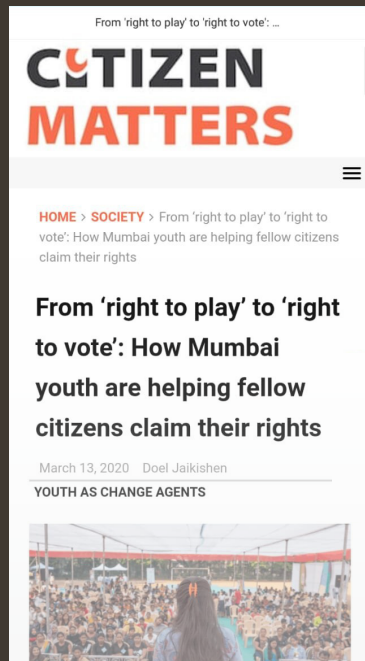 From 'right to play' to 'right to vote': ...
CITIZEN
MATTERS
HOME > SOCIETY > From 'right to play' to 'right to
vote': How Mumbai youth are helping fellow citizens
claim their rights
From ‘right to play’ to ‘right
to vote’: How Mumbai
youth are helping fellow
citizens claim their rights
March 13, 2020 Doel Jaikishen
YOUTH AS CHANGE AGENTS